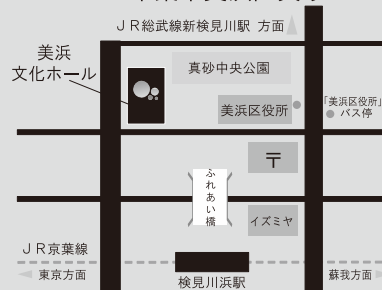 JR総武線新検見川駅 方面
美浜
文化ホール
真砂中央公園
美浜区役所
「美浜区役所」
バス停
〒
ふれあい橋
イズミヤ
JR京葉線
東京方面
検見川浜駅
蘇我方面